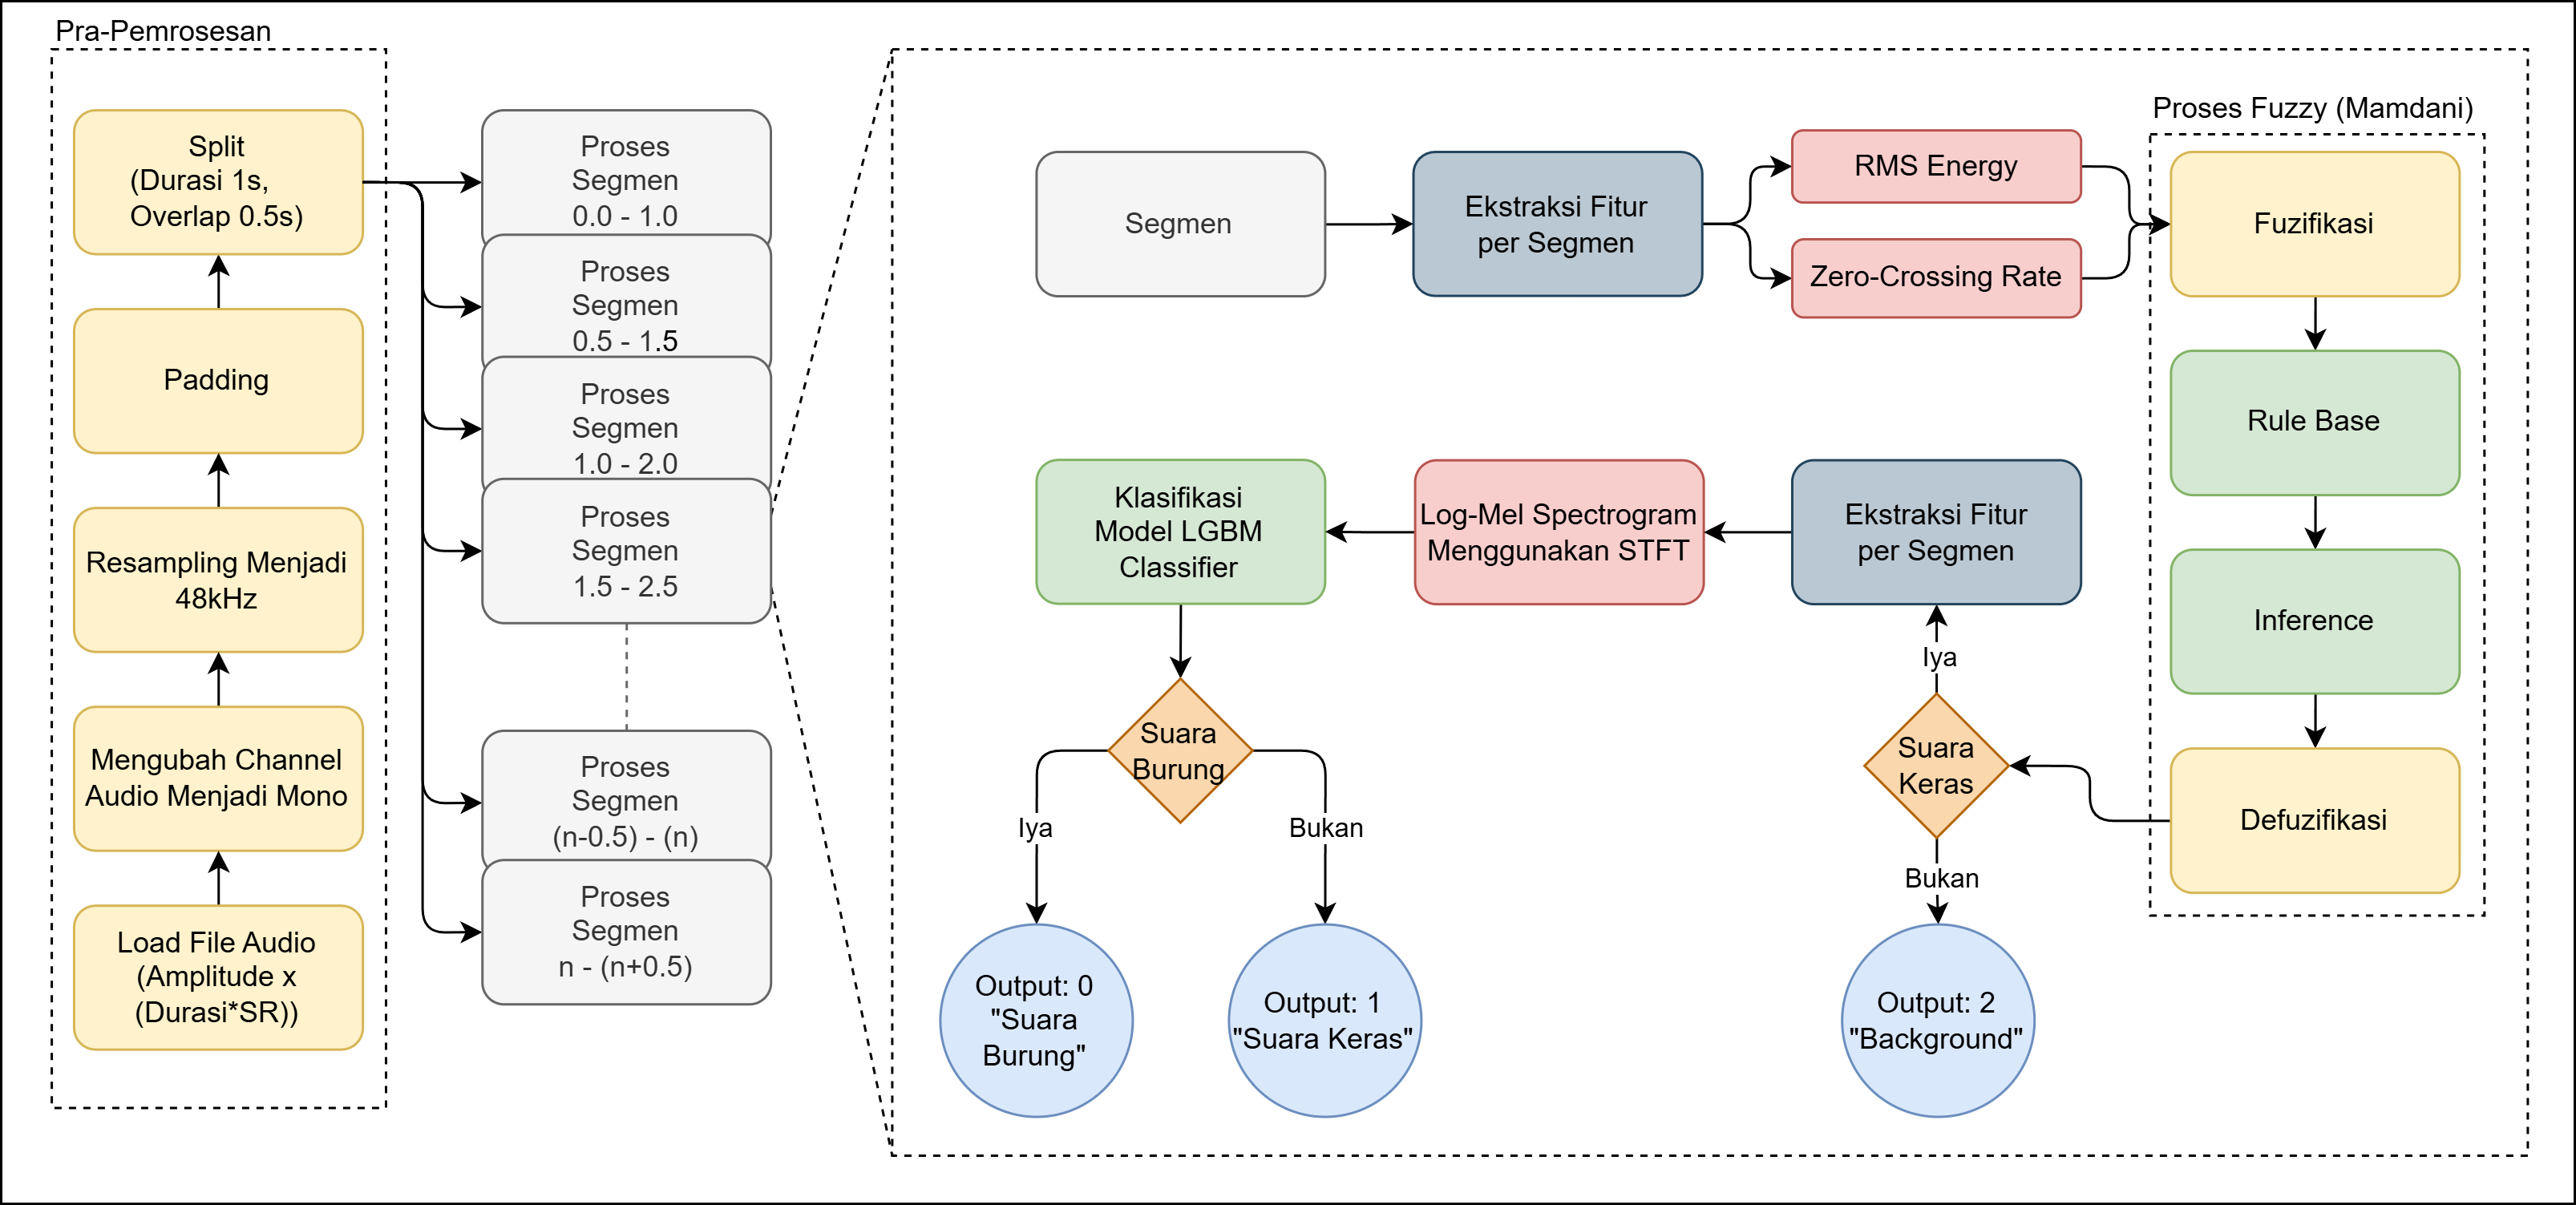 Pra-Pemrosesan
Split
(Durasi 1s,
Overlap 0.5s)
Padding
Resampling Menjadi
48kHz
Mengubah Channel
Audio Menjadi Mono
Load File Audio
(Amplitude x
(Durasi*SR))
Proses
Segmen
0.0 - 1.0
Proses
Segmen
0.5 - 1.5
Proses
Segmen
1.0 - 2.0
Proses
Segmen
1.5 - 2.5
Proses
Segmen
(n-0.5) - (n)
Proses
Segmen
n - (n+0.5)
Segmen
Ekstraksi Fitur
per Segmen
RMS Energy
Zero-Crossing Rate
Proses Fuzzy (Mamdani)
Fuzifikasi
Rule Base
Inference
Defuzifikasi
Suara
Keras
Iya
Bukan
Ekstraksi Fitur
per Segmen
Log-Mel Spectrogram
Menggunakan STFT
Klasifikasi
Model LGBM
Classifier
Suara
Burung
Iya
Bukan
Output: 0
"Suara
Burung"
Output: 1
"Suara Keras"
Output: 2
"Background"